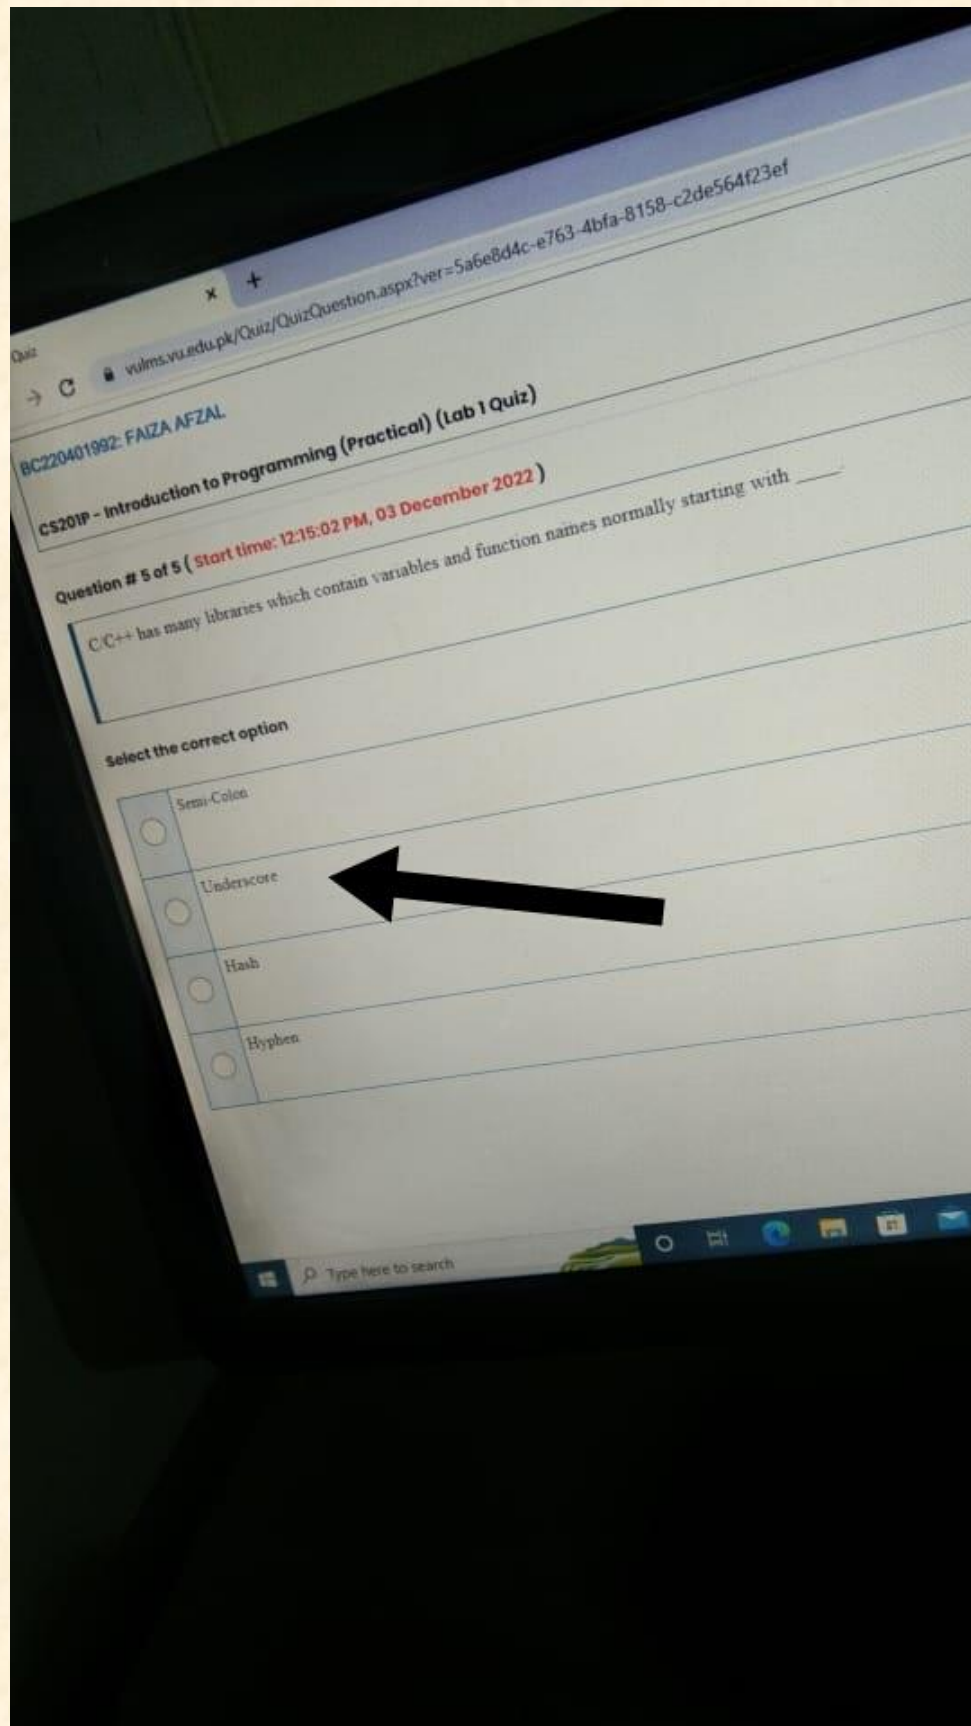 Quiz
vulms.vu.edu.pk/Quiz/QuizQuestion.aspx?ver=5a6e8d4c-e763-4bfa-8158-c2de564f23ef
BC220401992: FAIZA AFZAL
CS201P - Introduction to Programming (Practical) (Lab 1 Quiz)
Question # 5 of 5 ( Start time: 12:15:02 PM, 03 December 2022 )
C/C++ has many libraries which contain variables and function names normally starting with _____.
Select the correct option
Semi-Colon
Underscore
Hash
Hyphen
Type here to search